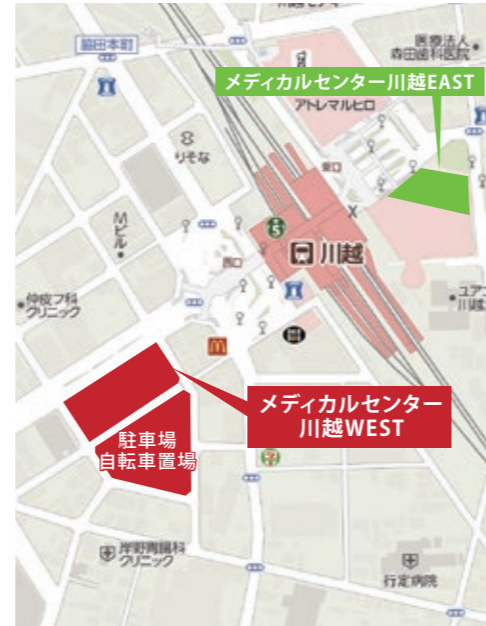 脇田本町
医療法人
森田歯科医院
メディカルセンター川越EAST
アトレマルヒロ
りそな
東口
Mビル
S
川越
西口
仲皮フ科
クリニック
ユア
川越
メディカルセンター
川越WEST
駐車場
自転車置場
7
岸野胃腸科
クリニック
行定病院